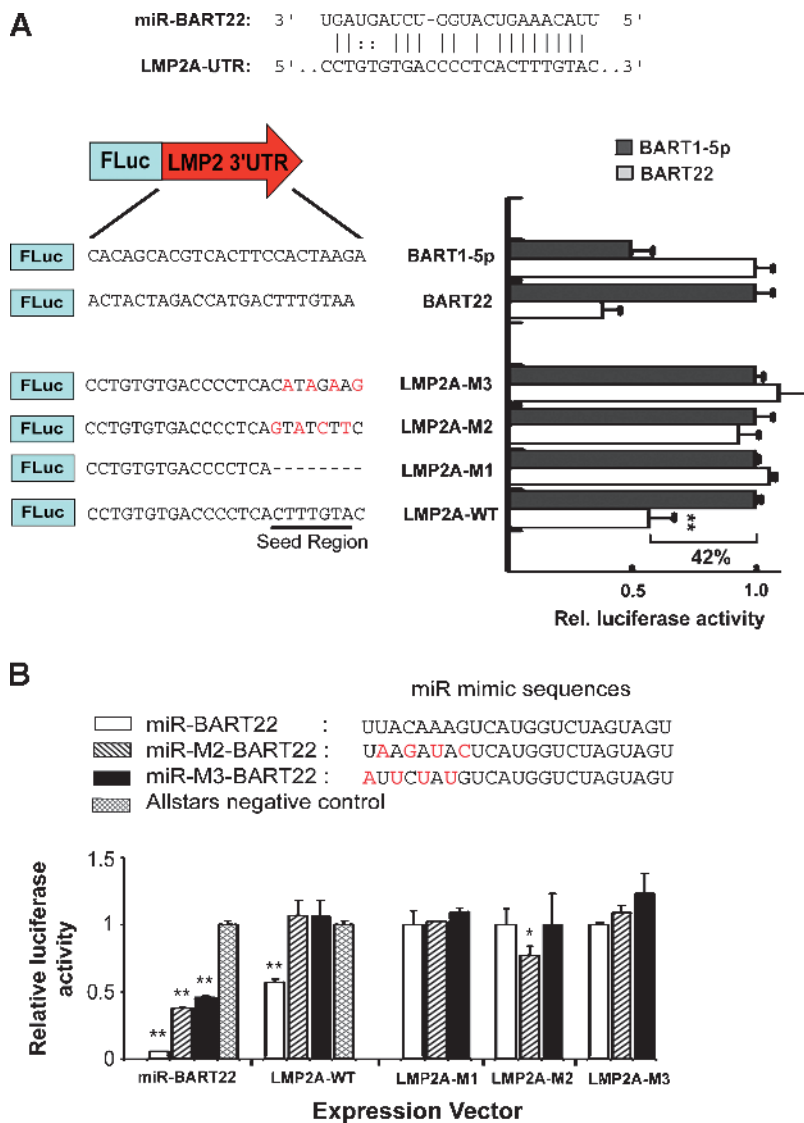 A
miR-BART22: 3' UGAUGAUCU-GGUACUGAAACAUU 5'
LMP2A-UTR: 5'..CCTGTGTGACCCCTCACTTTGTAC..3'
FLuc LMP2 3'UTR
BART1-5p
BART22
FLuc CACAGCACGTCACTTCCACTAAGA BART1-5p
FLuc ACTACTAGACCATGACTTTGTAA BART22
FLuc CCTGTGTGACCCCTCACATAGAAG LMP2A-M3
FLuc CCTGTGTGACCCCTCAGTATCTTC LMP2A-M2
FLuc CCTGTGTGACCCCTCA-------- LMP2A-M1
FLuc CCTGTGTGACCCCTCACTTTGTAC LMP2A-WT
**
Seed Region
42%
0.5 1.0
Rel. luciferase activity
B
miR mimic sequences
miR-BART22 : UUACAAAGUCAUGGUCUAGUAGU
miR-M2-BART22 : UAAGAUACUCAUGGUCUAGUAGU
miR-M3-BART22 : AUUCUAUGUCAUGGUCUAGUAGU
Allstars negative control
Relative luciferase
activity
1.5
1
0.5
0
** ** ** ** *
miR-BART22 LMP2A-WT LMP2A-M1 LMP2A-M2 LMP2A-M3
Expression Vector